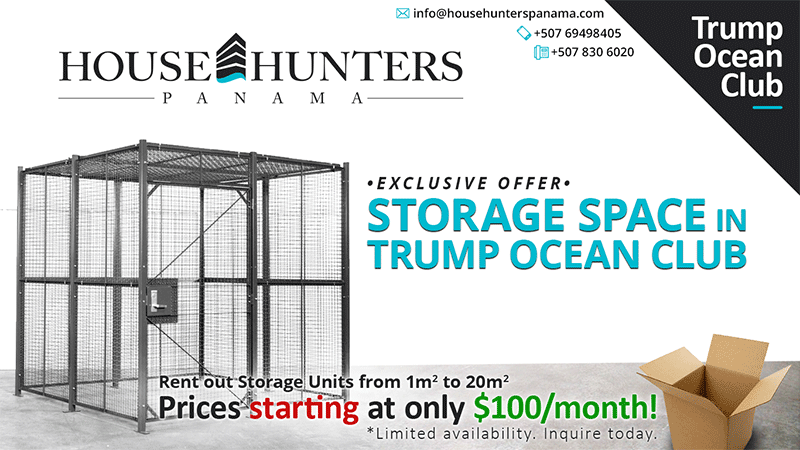 info@househunterspanama.com
+507 69498405
+507 830 6020
Trump
Ocean
Club
HOUSE HUNTERS
PANAMA
•EXCLUSIVE OFFER•
STORAGE SPACE IN
TRUMP OCEAN CLUB
Rent out Storage Units from 1m² to 20m²
Prices starting at only $100/month!
*Limited availability. Inquire today.